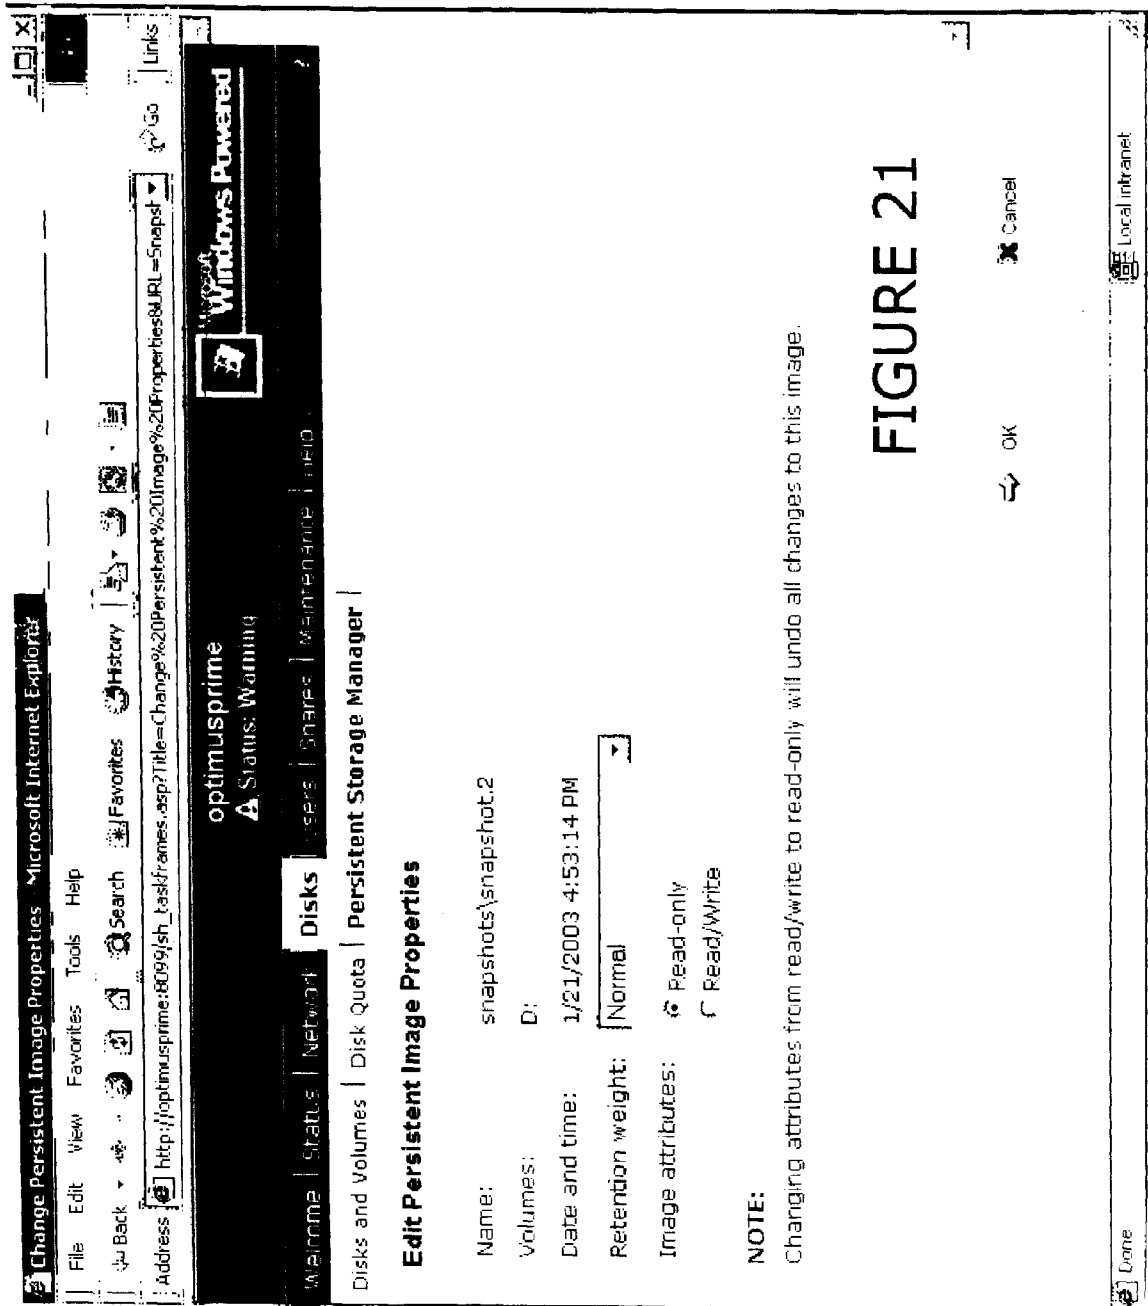 Change Persistent Image Properties Microsoft Internet Explorer
File Edit View Favorites Tools Help
Back Search Favorites History
Address http://optimusprime:8099/sh_taskframes.asp?Title=Change%20Persistent%20Image%20Properties&URL=Snapsh Go Links
optimusprime
Status: Warning
Microsoft
Windows Powered
Welcome | Status | Network | Disks | Users | Shares | Maintenance | Help ?
Disks and Volumes | Disk Quota | Persistent Storage Manager |
Edit Persistent Image Properties
Name: snapshots\snapshot.2
Volumes: D:
Date and time: 1/21/2003 4:53:14 PM
Retention weight: Normal
Image attributes: Read-only
Read/Write
NOTE:
Changing attributes from read/write to read-only will undo all changes to this image.
FIGURE 21
OK Cancel
Done Local intranet